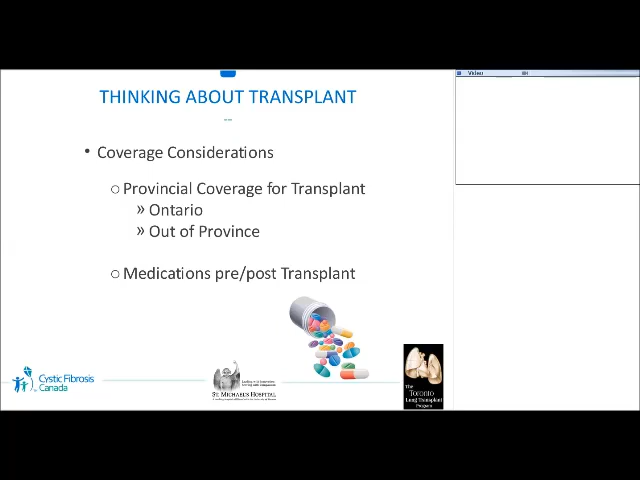 Video
THINKING ABOUT TRANSPLANT
• Coverage Considerations
○ Provincial Coverage for Transplant
» Ontario
» Out of Province
○ Medications pre/post Transplant
Cystic Fibrosis
Canada
ST. MICHAEL'S HOSPITAL
The
Toronto
Lung Transplant
Program